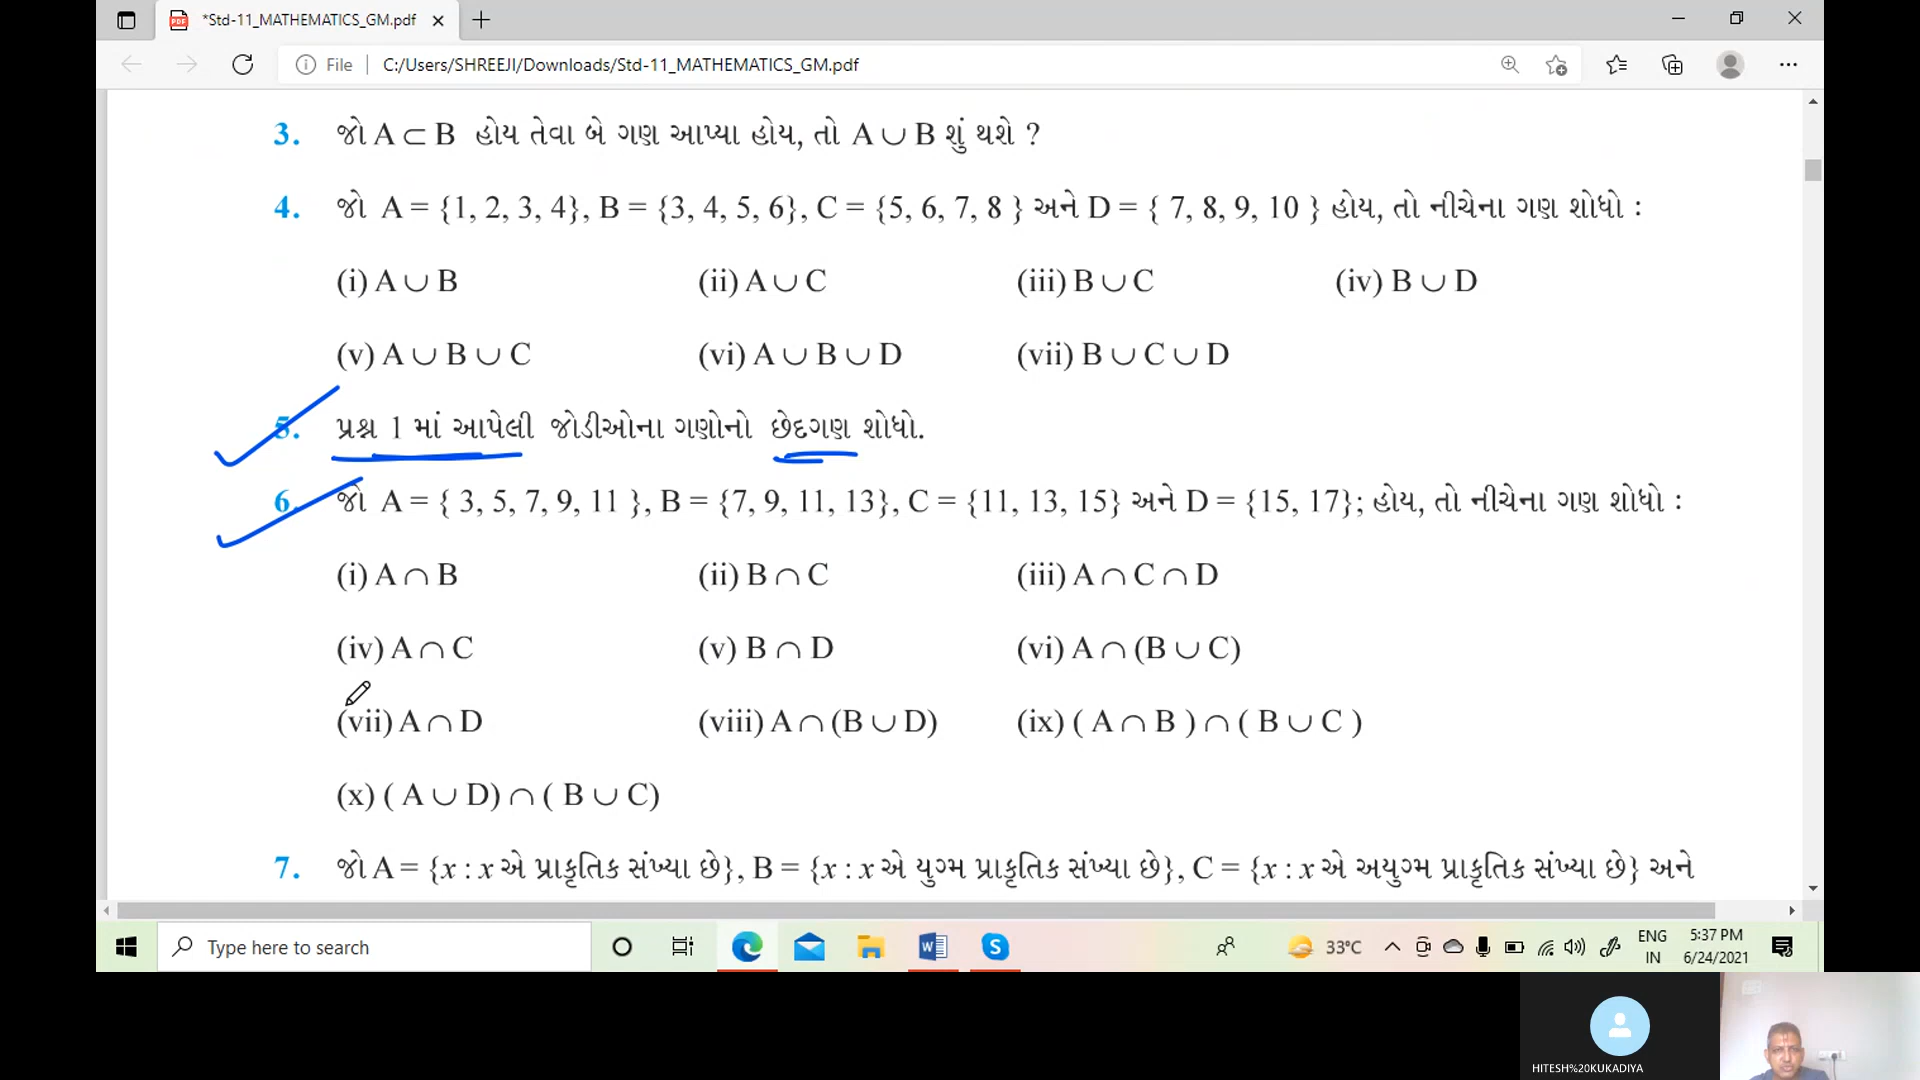 *Std-11_MATHEMATICS_GM.pdf
File C:/Users/SHREEJI/Downloads/Std-11_MATHEMATICS_GM.pdf
3. જો A ⊂ B હોય તેવા બે ગણ આપ્યા હોય, તો A ∪ B શું થશે ?
4. જો A = {1, 2, 3, 4}, B = {3, 4, 5, 6}, C = {5, 6, 7, 8 } અને D = { 7, 8, 9, 10 } હોય, તો નીચેના ગણ શોધો :
(i) A ∪ B (ii) A ∪ C (iii) B ∪ C (iv) B ∪ D
(v) A ∪ B ∪ C (vi) A ∪ B ∪ D (vii) B ∪ C ∪ D
5. પ્રશ્ન 1 માં આપેલી જોડીઓના ગણોનો છેદગણ શોધો.
6. જો A = { 3, 5, 7, 9, 11 }, B = {7, 9, 11, 13}, C = {11, 13, 15} અને D = {15, 17}; હોય, તો નીચેના ગણ શોધો :
(i) A ∩ B (ii) B ∩ C (iii) A ∩ C ∩ D
(iv) A ∩ C (v) B ∩ D (vi) A ∩ (B ∪ C)
(vii) A ∩ D (viii) A ∩ (B ∪ D) (ix) ( A ∩ B ) ∩ ( B ∪ C )
(x) ( A ∪ D) ∩ ( B ∪ C)
7. જો A = {x : x એ પ્રાકૃતિક સંખ્યા છે}, B = {x : x એ યુગ્મ પ્રાકૃતિક સંખ્યા છે}, C = {x : x એ અયુગ્મ પ્રાકૃતિક સંખ્યા છે} અને
Type here to search 33°C ENG 5:37 PM
IN 6/24/2021
HITESH%20KUKADIYA